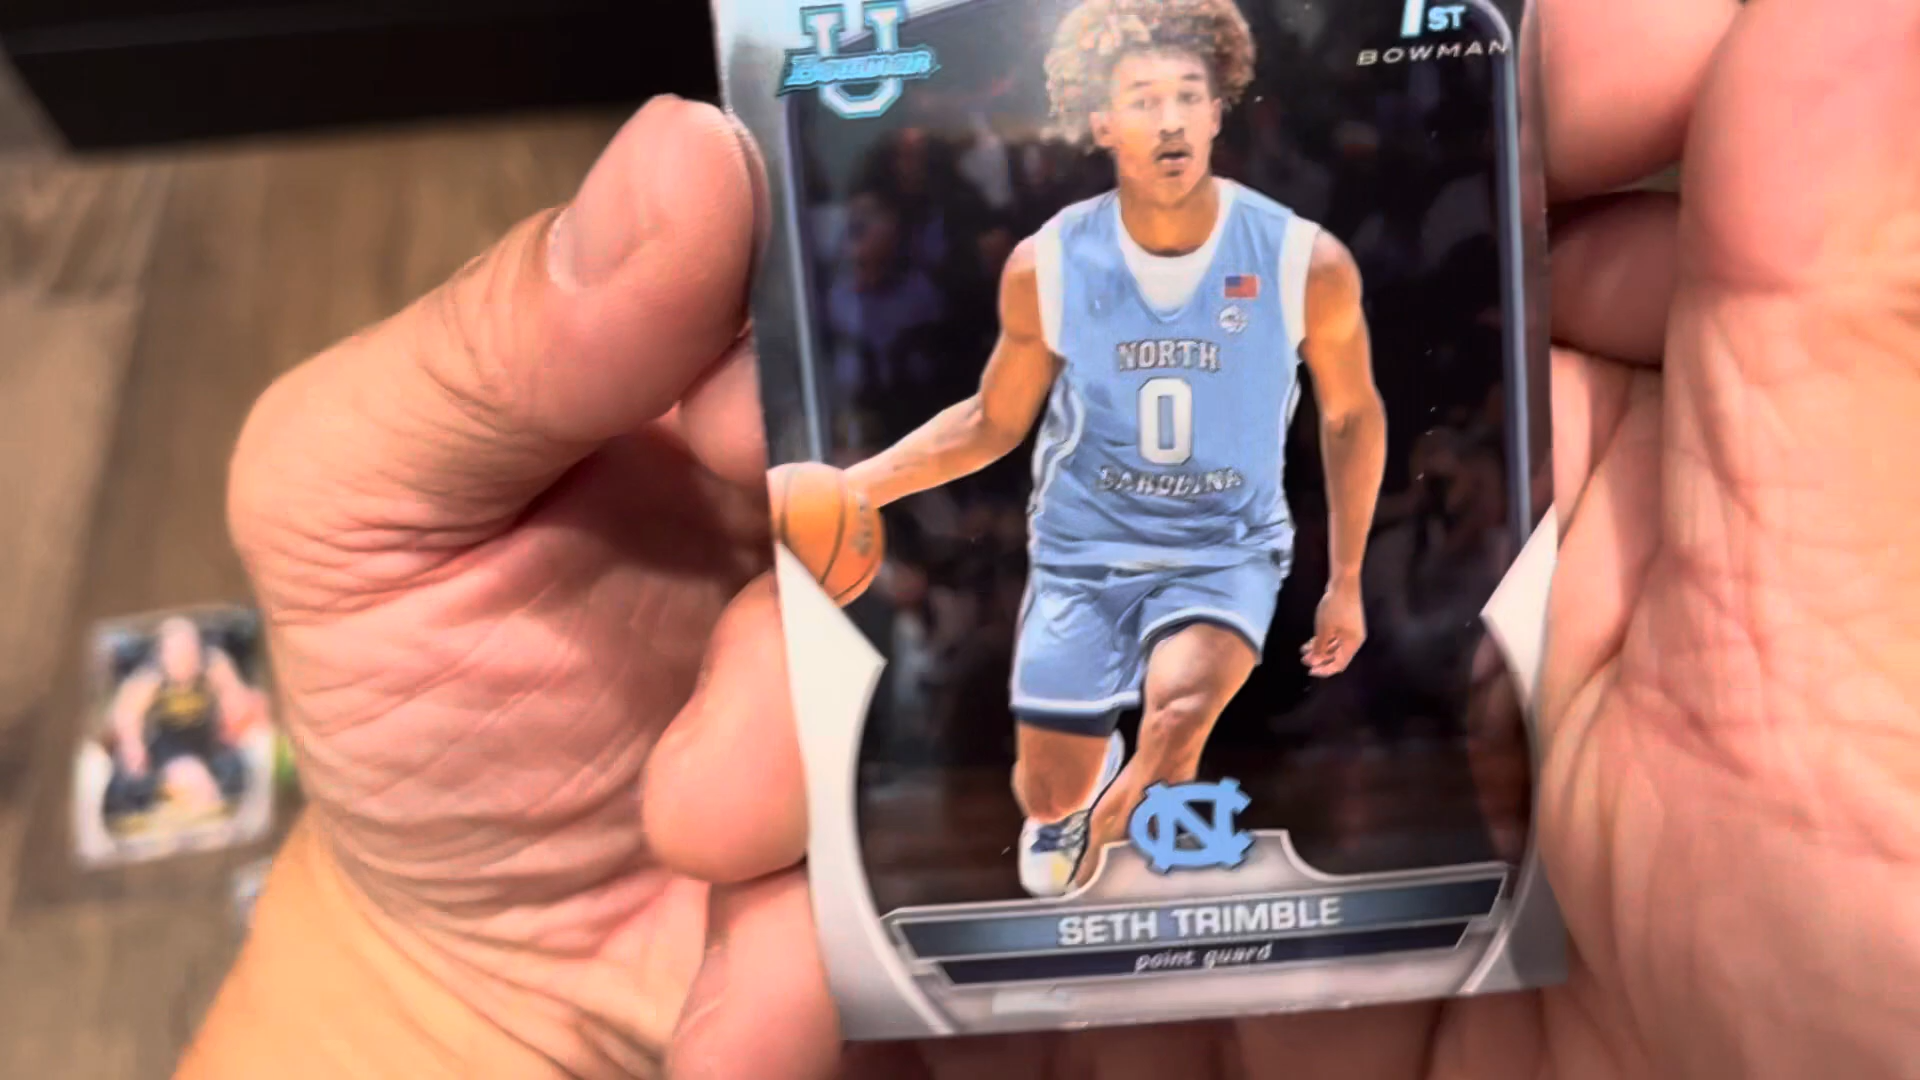 U
Bowman
1ST
BOWMAN
NORTH
0
CAROLINA
NC
SETH TRIMBLE
point guard